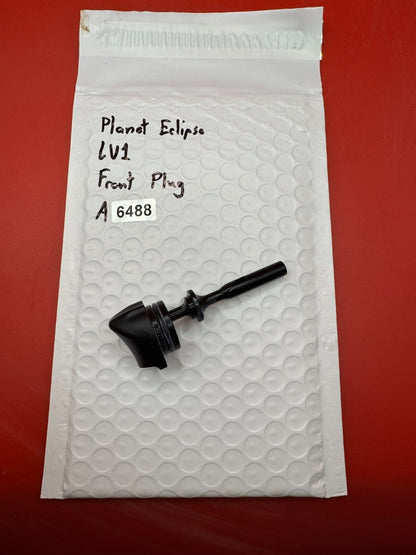 Planet Eclipse
LV1
Front Plug
A 6488